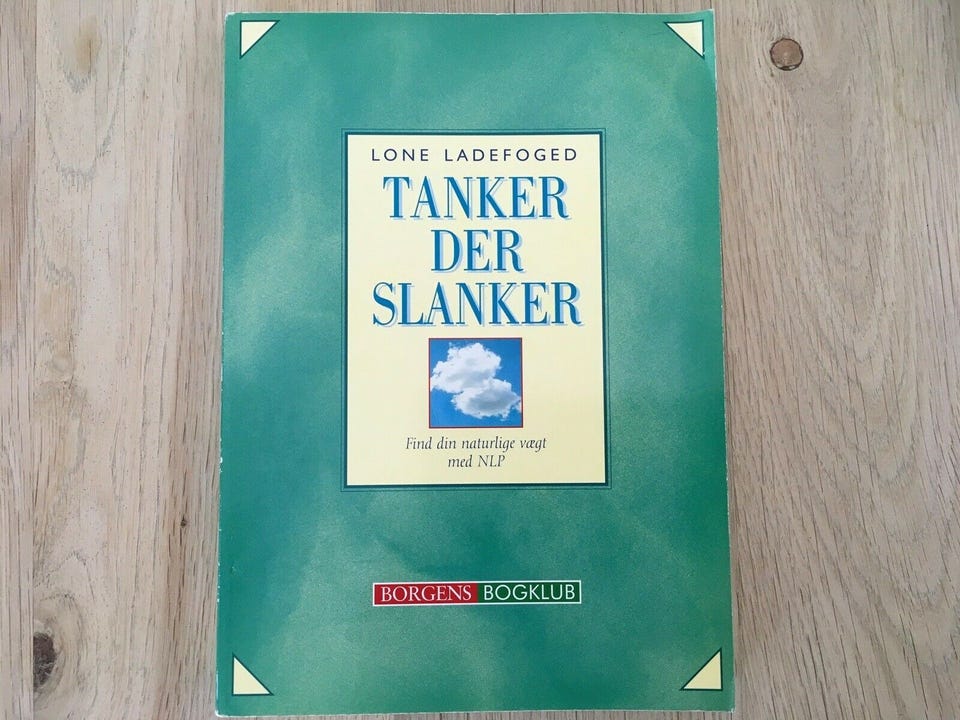 LONE LADEFOGED
TANKER
DER
SLANKER
Find din naturlige vægt
med NLP
BORGENS BOGKLUB